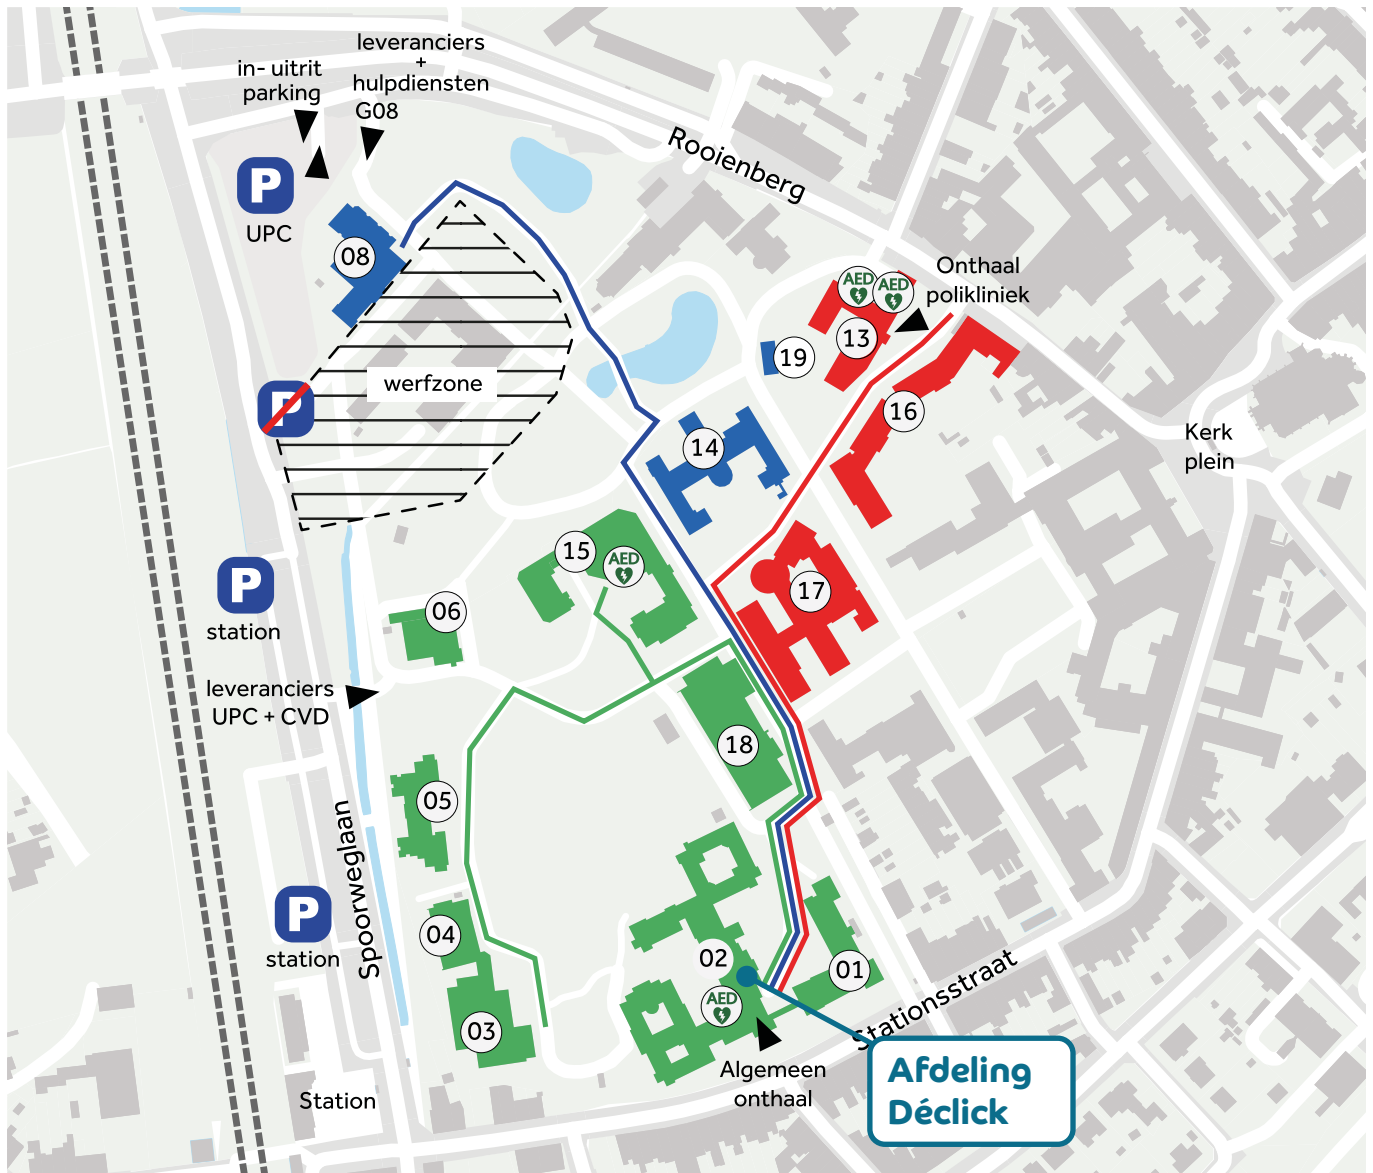 leveranciers
+
hulpdiensten
G08
in- uitrit
parking
P
UPC
Rooienberg
08
AED
AED
Onthaal
polikliniek
13
19
werfzone
P
16
14
Kerk
plein
15
AED
P
station
06
17
leveranciers
UPC + CVD
18
05
Spoorweglaan
P
station
04
02
01
AED
Stationsstraat
03
Algemeen
onthaal
Station
Afdeling
Déclick